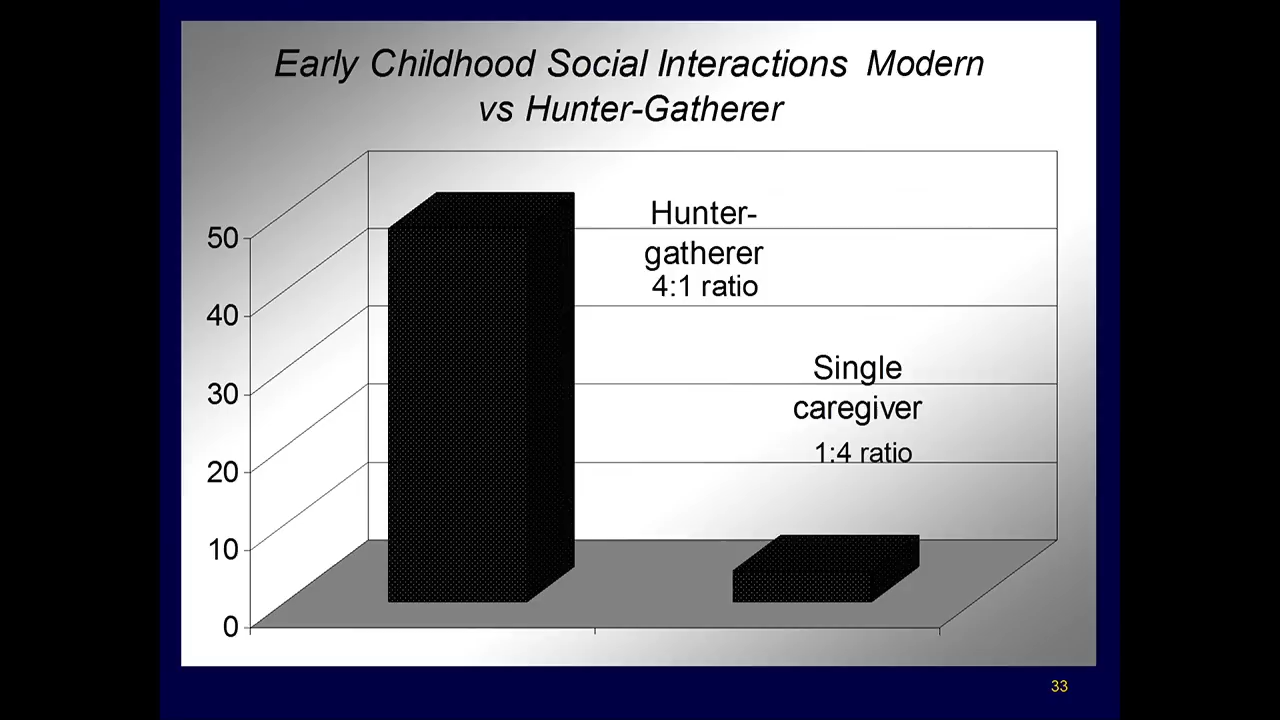 Early Childhood Social Interactions Modern
vs Hunter-Gatherer
Hunter-
gatherer
4:1 ratio
Single
caregiver
1:4 ratio
50
40
30
20
10
0
33